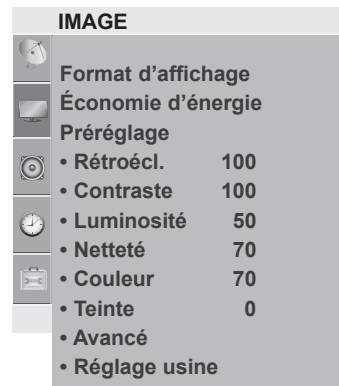 IMAGE
Format d’affichage
Économie d’énergie
Préréglage
• Rétroécl. 100
• Contraste 100
• Luminosité 50
• Netteté 70
• Couleur 70
• Teinte 0
• Avancé
• Réglage usine